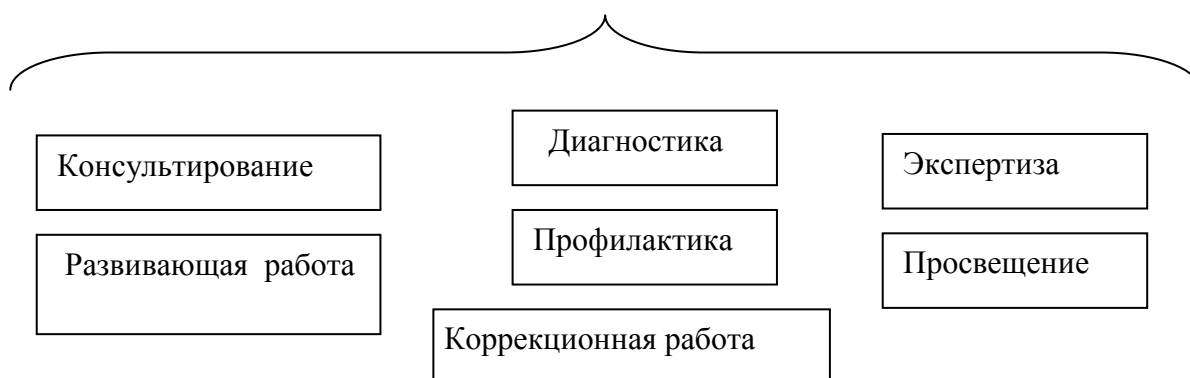 Консультирование
Развивающая работа
Диагностика
Профилактика
Коррекционная работа
Экспертиза
Просвещение